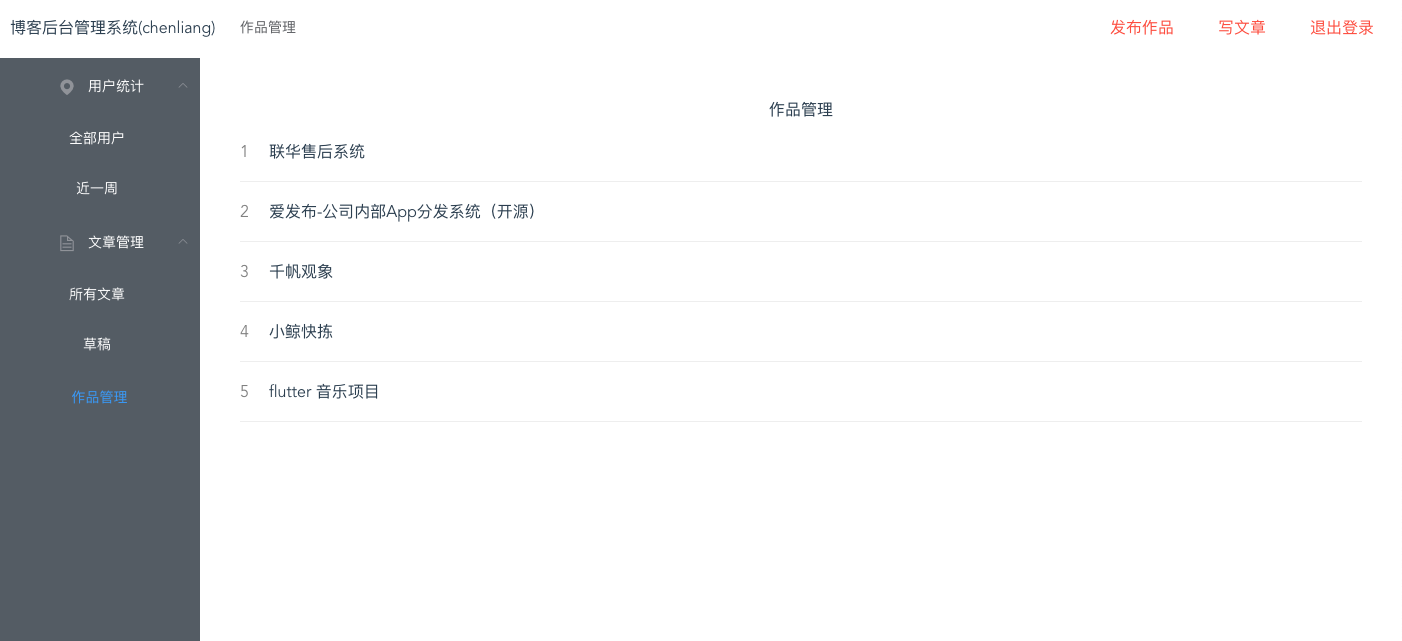 博客后台管理系统(chenliang)
作品管理
发布作品
写文章
退出登录
用户统计
全部用户
近一周
文章管理
所有文章
草稿
作品管理
作品管理
1 联华售后系统
2 爱发布-公司内部App分发系统（开源）
3 千帆观象
4 小鲸快拣
5 flutter 音乐项目